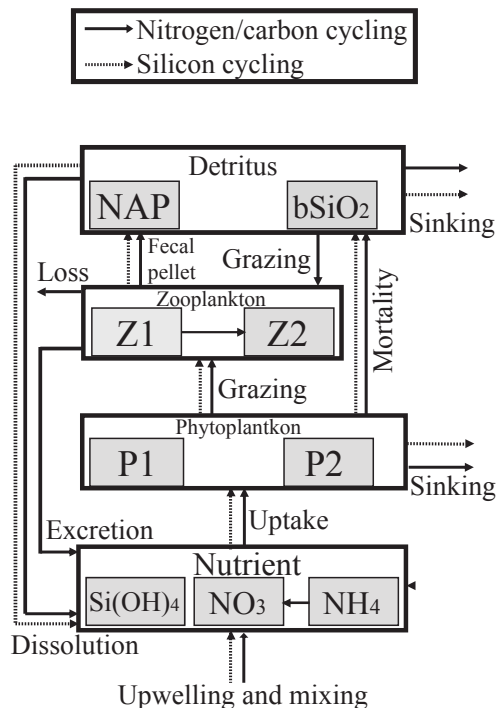 Nitrogen/carbon cycling
Silicon cycling
Detritus
NAP
bSiO2
Sinking
Fecal
pellet
Grazing
Loss
Zooplankton
Z1
Z2
Mortality
Grazing
Phytoplantkon
P1
P2
Sinking
Uptake
Excretion
Nutrient
Si(OH)4
NO3
NH4
Dissolution
Upwelling and mixing